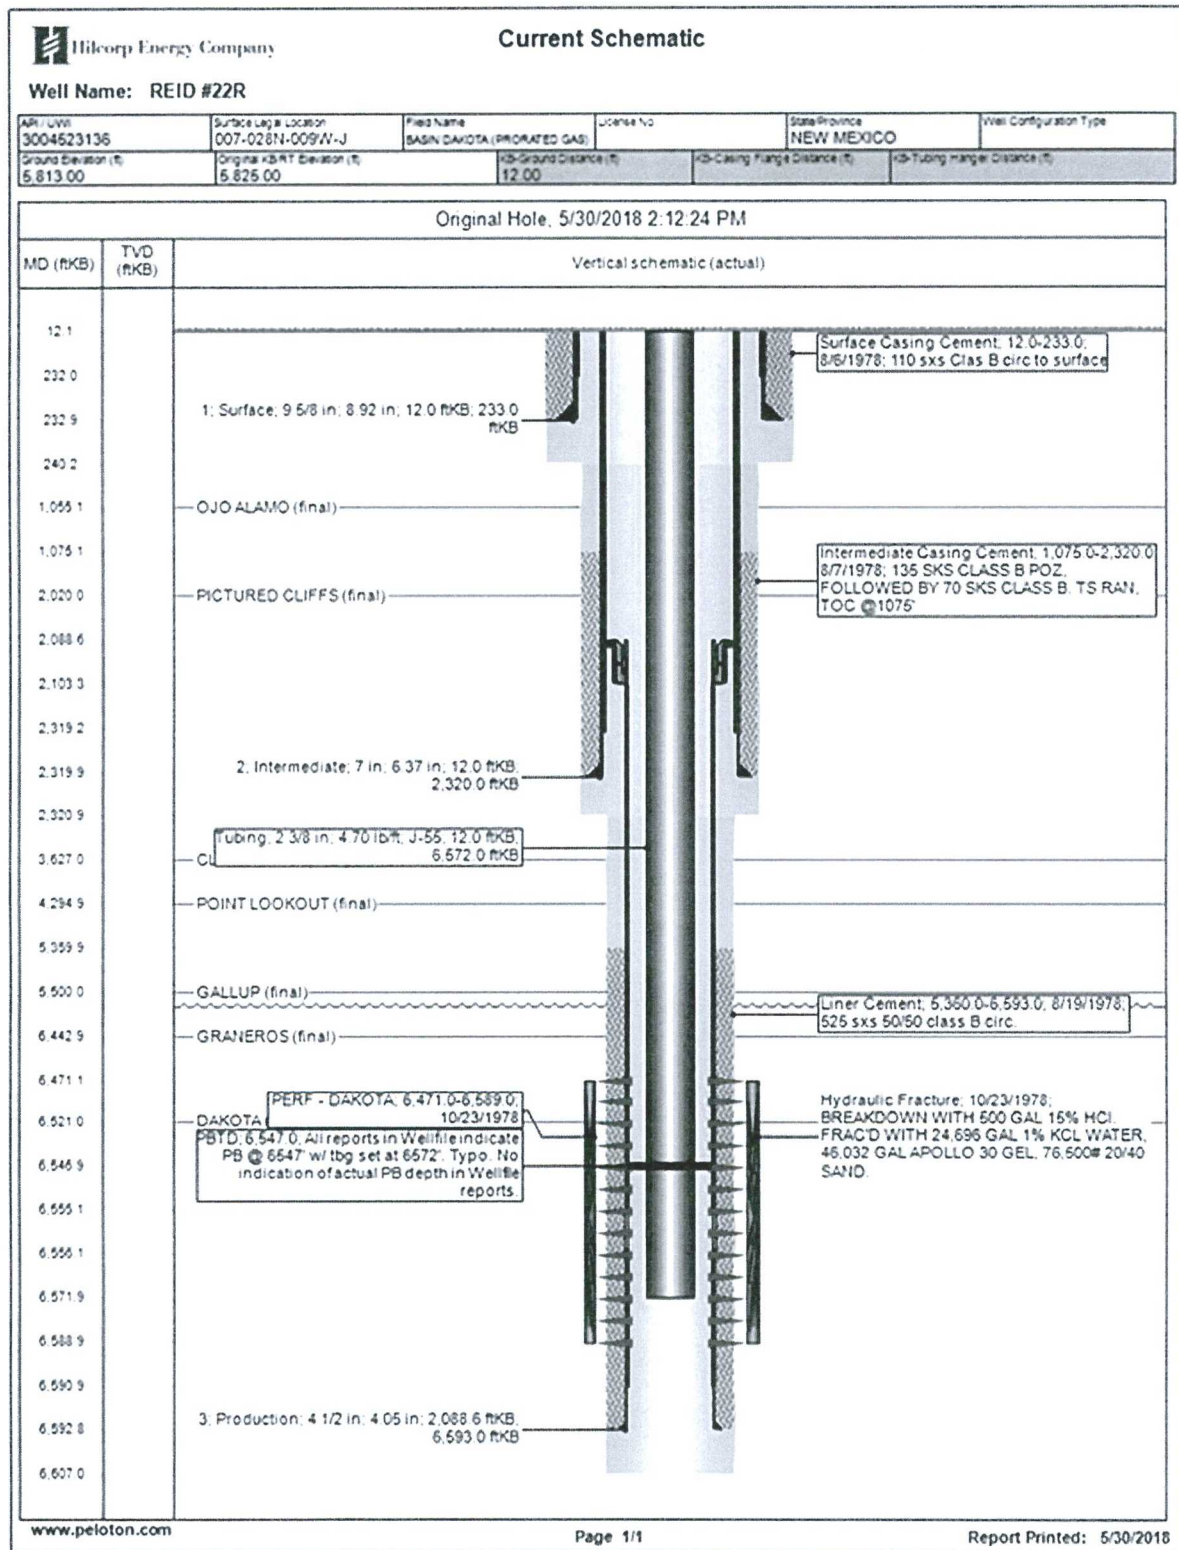 Hilcorp Energy Company
Current Schematic
Well Name: REID #22R
API / UWI
3004523136
Surface Legal Location
007-028N-009W-J
Field Name
BASIN DAKOTA (PRORATED GAS)
License No.
State/Province
NEW MEXICO
Well Configuration Type
Ground Elevation (ft)
5,813.00
Original KB/RT Elevation (ft)
5,825.00
KB-Ground Distance (ft)
12.00
KB-Casing Flange Distance (ft)
KB-Tubing Hanger Distance (ft)
Original Hole, 5/30/2018 2:12:24 PM
MD (ftKB)
TVD
(ftKB)
Vertical schematic (actual)
12.1
Surface Casing Cement; 12.0-233.0;
8/6/1978; 110 sxs Clas B circ to surface
232.0
1; Surface; 9 5/8 in; 8.92 in; 12.0 ftKB; 233.0
ftKB
232.9
240.2
1,055.1
OJO ALAMO (final)
1,075.1
Intermediate Casing Cement; 1,075.0-2,320.0
8/7/1978; 135 SKS CLASS B POZ,
FOLLOWED BY 70 SKS CLASS B. TS RAN,
TOC @1075'
2,020.0
PICTURED CLIFFS (final)
2,088.6
2,103.3
2,319.2
2; Intermediate; 7 in; 6.37 in; 12.0 ftKB;
2,320.0 ftKB
2,319.9
2,320.9
Tubing; 2 3/8 in; 4.70 lb/ft; J-55; 12.0 ftKB;
6,572.0 ftKB
3,627.0
CL
4,294.9
POINT LOOKOUT (final)
5,359.9
5,500.0
GALLUP (final)
Liner Cement; 5,360.0-6,593.0; 8/19/1978;
525 sxs 50/50 class B circ.
6,442.9
GRANEROS (final)
6,471.1
PERF - DAKOTA; 6,471.0-6,589.0;
10/23/1978
Hydraulic Fracture; 10/23/1978;
BREAKDOWN WITH 500 GAL 15% HCl.
FRAC'D WITH 24,696 GAL 1% KCL WATER,
46,032 GAL APOLLO 30 GEL, 76,500# 20/40
SAND.
6,521.0
DAKOTA
PBTD; 6,547.0; All reports in Wellfile indicate
PB @ 6547' w/ tbg set at 6572'. Typo. No
indication of actual PB depth in Wellfile
reports.
6,546.9
6,555.1
6,556.1
6,571.9
6,588.9
6,590.9
3; Production; 4 1/2 in; 4.05 in; 2,088.6 ftKB;
6,593.0 ftKB
6,592.8
6,607.0
www.peloton.com
Page 1/1
Report Printed: 5/30/2018